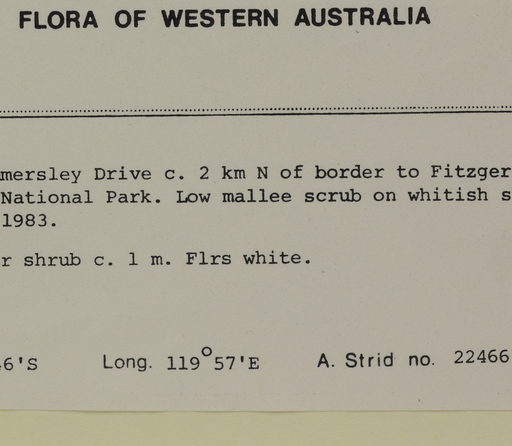 FLORA OF WESTERN AUSTRALIA
mersley Drive c. 2 km N of border to Fitzger
National Park. Low mallee scrub on whitish s
1983.
r shrub c. 1 m. Flrs white.
6'S Long. 119°57'E A. Strid no. 22466